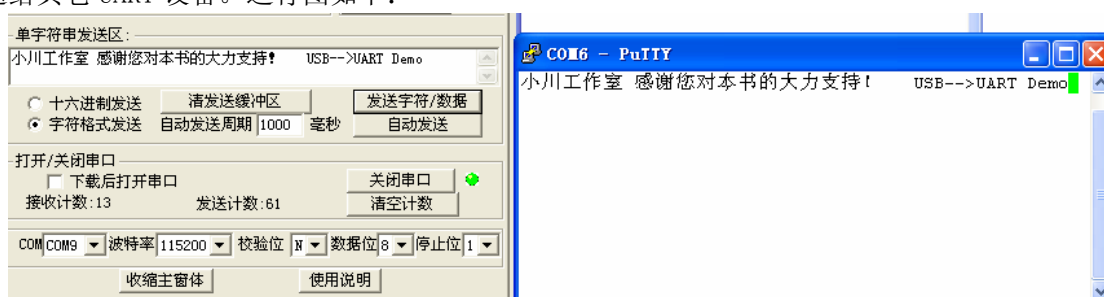 给其它 UART 设备。运行图如下：
单字符串发送区:
小川工作室 感谢您对本书的大力支持! USB-->UART Demo
十六进制发送 清发送缓冲区 发送字符/数据
字符格式发送 自动发送周期 1000 毫秒 自动发送
打开/关闭串口
下载后打开串口 关闭串口
接收计数:13 发送计数:61 清空计数
COM COM9 波特率 115200 校验位 N 数据位 8 停止位 1
收缩主窗体 使用说明
COM6 - PuTTY
小川工作室 感谢您对本书的大力支持! USB-->UART Demo